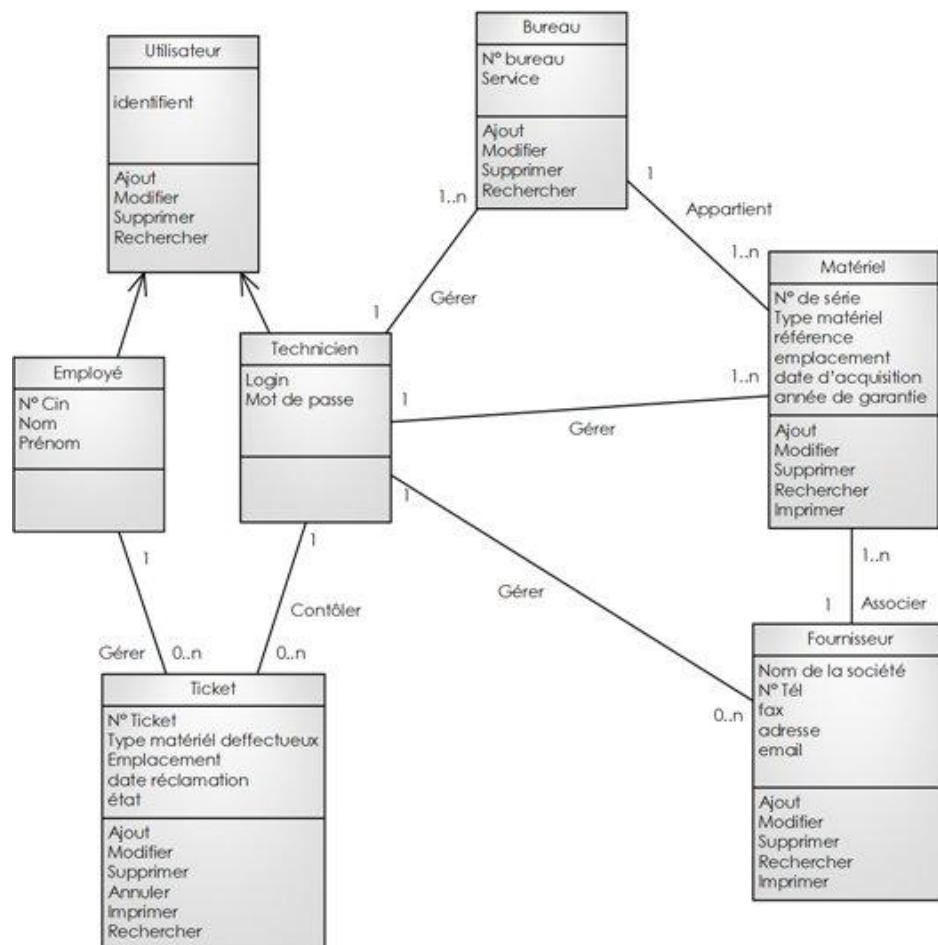 Utilisateur
identifient
Ajout
Modifier
Supprimer
Rechercher
Bureau
N° bureau
Service
Ajout
Modifier
Supprimer
Rechercher
1..n
1
Gérer
1
Appartient
1..n
Matériel
N° de série
Type matériel
référence
emplacement
date d'acquisition
année de garantie
Ajout
Modifier
Supprimer
Rechercher
Imprimer
Employé
N° Cin
Nom
Prénom
Technicien
Login
Mot de passe
1
Gérer
1..n
1
Gérer
0..n
1
Gérer
0..n
1
Contôler
0..n
1..n
1
Associer
Ticket
N° Ticket
Type matériél deffectueux
Emplacement
date réclamation
état
Ajout
Modifier
Supprimer
Annuler
Imprimer
Rechercher
Fournisseur
Nom de la société
N° Tél
fax
adresse
email
Ajout
Modifier
Supprimer
Rechercher
Imprimer